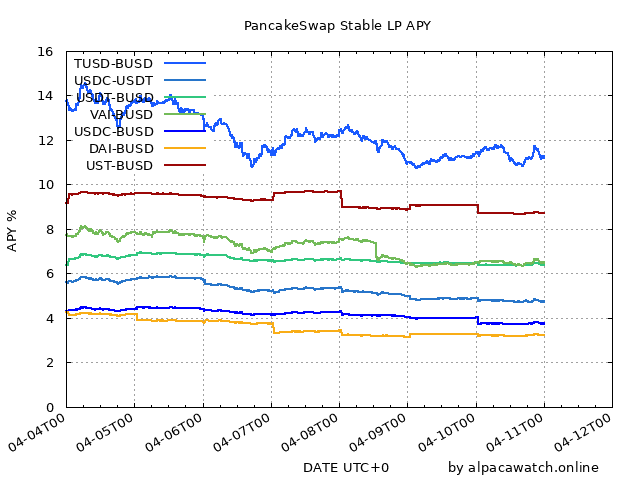 PancakeSwap Stable LP APY
APY %
16
14
12
10
8
6
4
2
0
TUSD-BUSD
USDC-USDT
USDT-BUSD
VAI-BUSD
USDC-BUSD
DAI-BUSD
UST-BUSD
04-04T00
04-05T00
04-06T00
04-07T00
04-08T00
04-09T00
04-10T00
04-11T00
04-12T00
DATE UTC+0
by alpacawatch.online